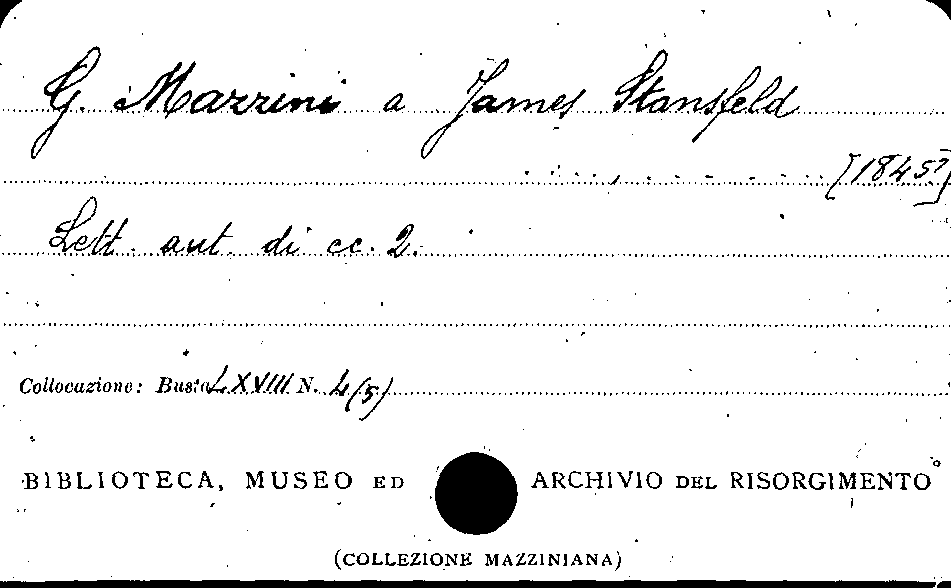 G. Mazzini a James Stansfeld
[1845?]
Lett. aut. di cc. 2.
Collocazione: Busta LXVIII N. 4(5)
BIBLIOTECA, MUSEO ED ARCHIVIO DEL RISORGIMENTO
(COLLEZIONE MAZZINIANA)